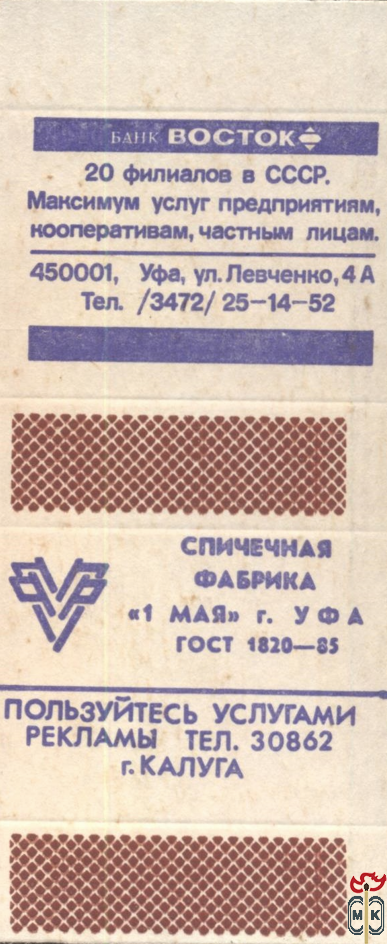 БАНК ВОСТОК
20 филиалов в СССР.
Максимум услуг предприятиям,
кооперативам, частным лицам.
450001, Уфа, ул. Левченко, 4 А
Тел. /3472/ 25—14—52
СПИЧЕЧНАЯ
ФАБРИКА
«1 МАЯ» г. УФА
ГОСТ 1820—85
ПОЛЬЗУЙТЕСЬ УСЛУГАМИ
РЕКЛАМЫ ТЕЛ. 30862
г. КАЛУГА
М К